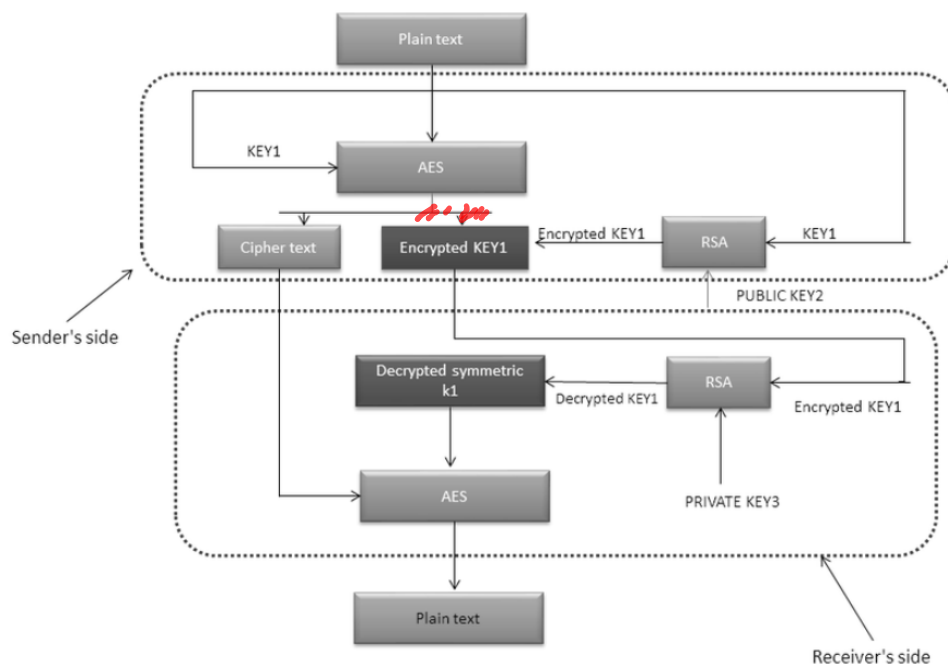 Plain text
KEY1
AES
Cipher text
Encrypted KEY1
Encrypted KEY1
RSA
KEY1
PUBLIC KEY2
Sender's side
Decrypted symmetric
k1
Decrypted KEY1
RSA
Encrypted KEY1
AES
PRIVATE KEY3
Plain text
Receiver's side